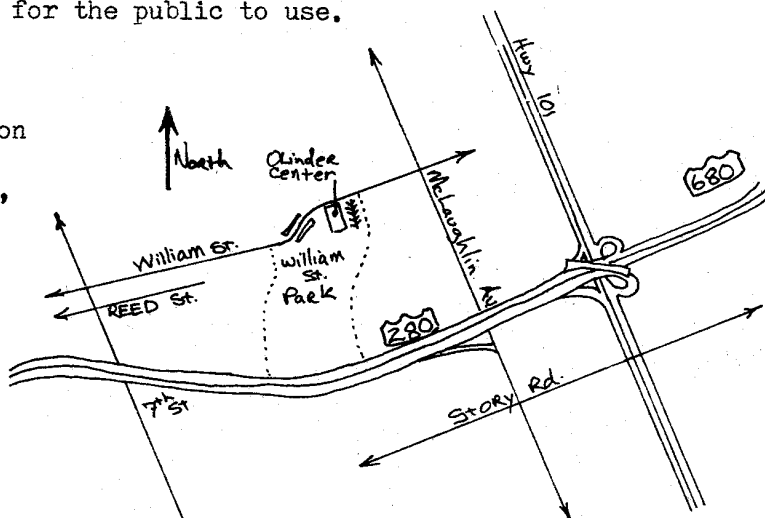 for the public to use.
on
,
North
Olinder
Center
Hwy 101
680
McLaughlin Av
William St.
William
St.
Park
REED St.
280
7th St
Story Rd.